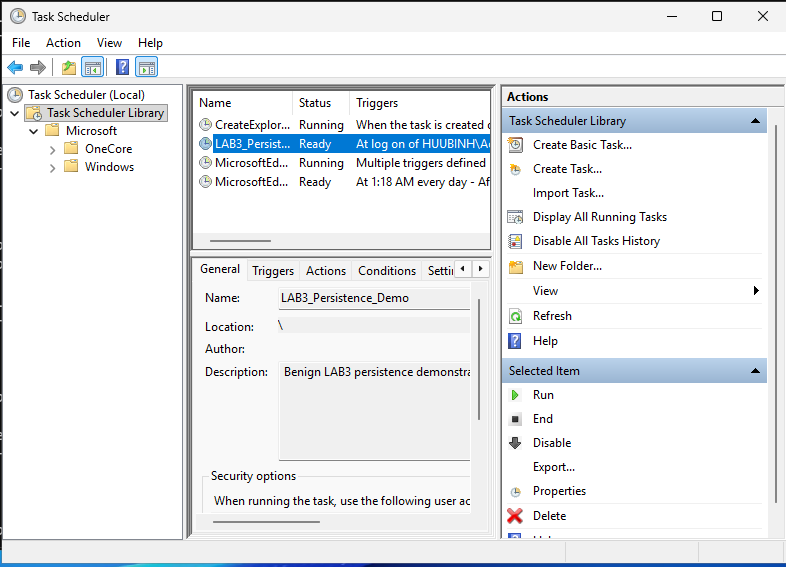 Task Scheduler
File Action View Help
Task Scheduler (Local)
Task Scheduler Library
Microsoft
OneCore
Windows
Name Status Triggers
CreateExplor... Running When the task is created o
LAB3_Persist... Ready At log on of HUUBINH\A
MicrosoftEd... Running Multiple triggers defined
MicrosoftEd... Ready At 1:18 AM every day - Af
General Triggers Actions Conditions Settin
Name: LAB3_Persistence_Demo
Location: \
Author:
Description: Benign LAB3 persistence demonstra
Security options
When running the task, use the following user ac
Actions
Task Scheduler Library
Create Basic Task...
Create Task...
Import Task...
Display All Running Tasks
Disable All Tasks History
New Folder...
View
Refresh
Help
Selected Item
Run
End
Disable
Export...
Properties
Delete